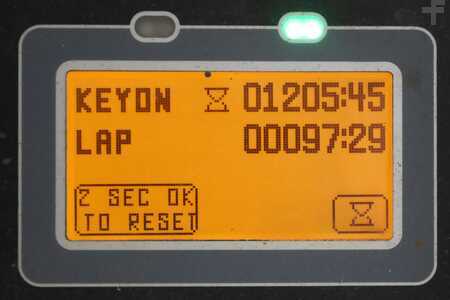 KEYON 01205:45
LAP 00097:29
2 SEC OK
TO RESET